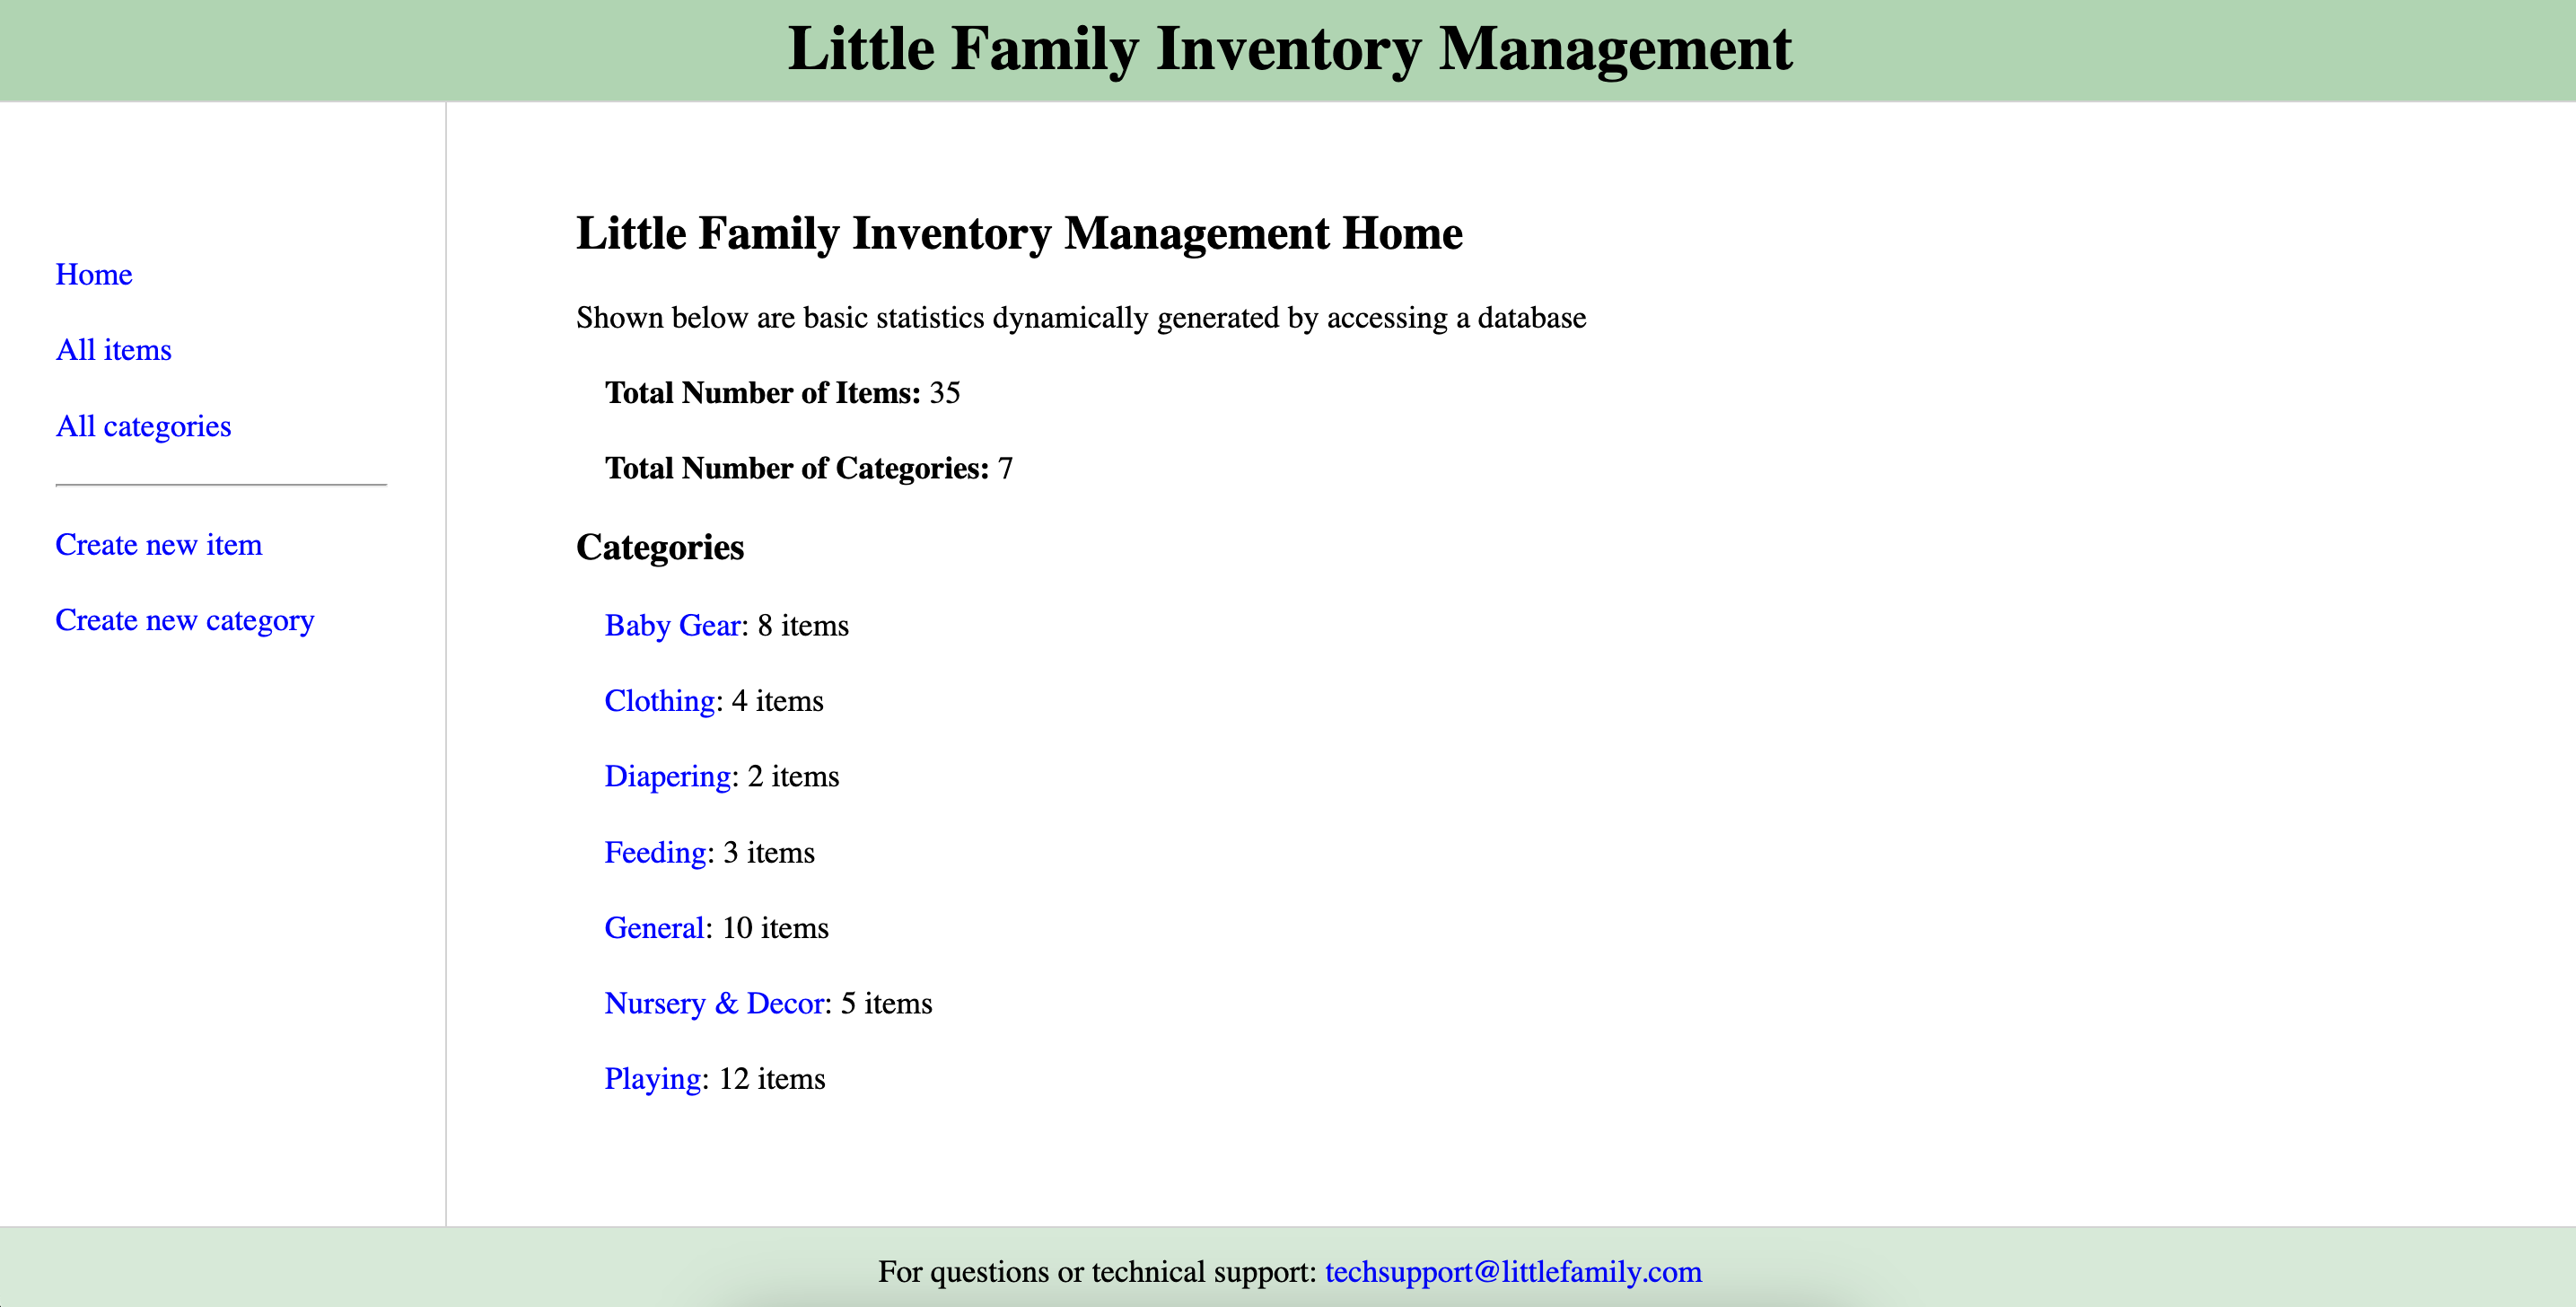 Little Family Inventory Management
Home
All items
All categories
Create new item
Create new category
Little Family Inventory Management Home
Shown below are basic statistics dynamically generated by accessing a database
Total Number of Items: 35
Total Number of Categories: 7
Categories
Baby Gear: 8 items
Clothing: 4 items
Diapering: 2 items
Feeding: 3 items
General: 10 items
Nursery & Decor: 5 items
Playing: 12 items
For questions or technical support: techsupport@littlefamily.com